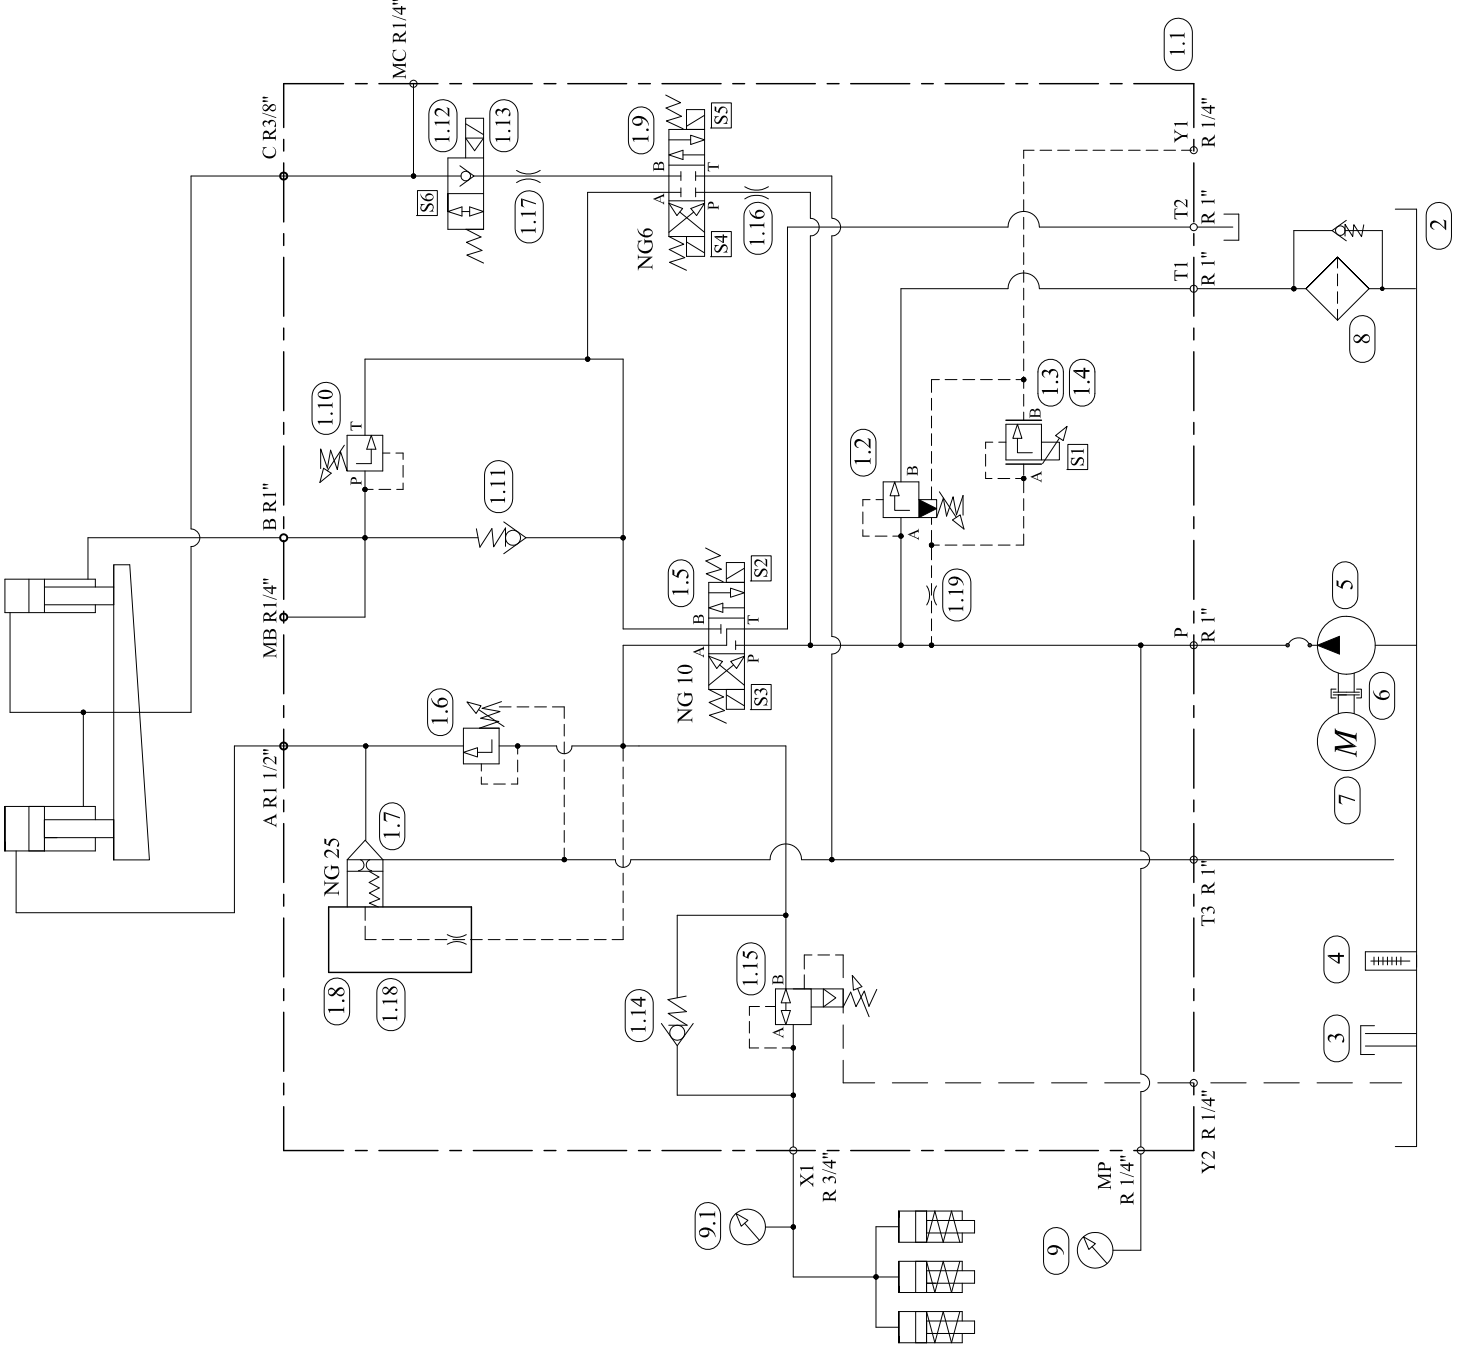 MC R1/4"
C R3/8"
B R1"
MB R1/4"
A R1 1/2"
1.1
1.12
1.13
S6
1.17
1.9
S5
B
T
A
P
NG6
S4
1.16
Y1
R 1/4"
T2
R 1"
T1
R 1"
2
8
1.10
T
P
1.11
1.3
1.4
B
A
S1
1.2
B
A
1.19
1.5
S2
B
T
A
P
NG 10
S3
P
R 1"
5
6
M
7
1.6
1.7
NG 25
1.8
1.18
1.14
1.15
B
A
T3 R 1"
4
3
Y2 R 1/4"
X1
R 3/4"
MP
R 1/4"
9.1
9